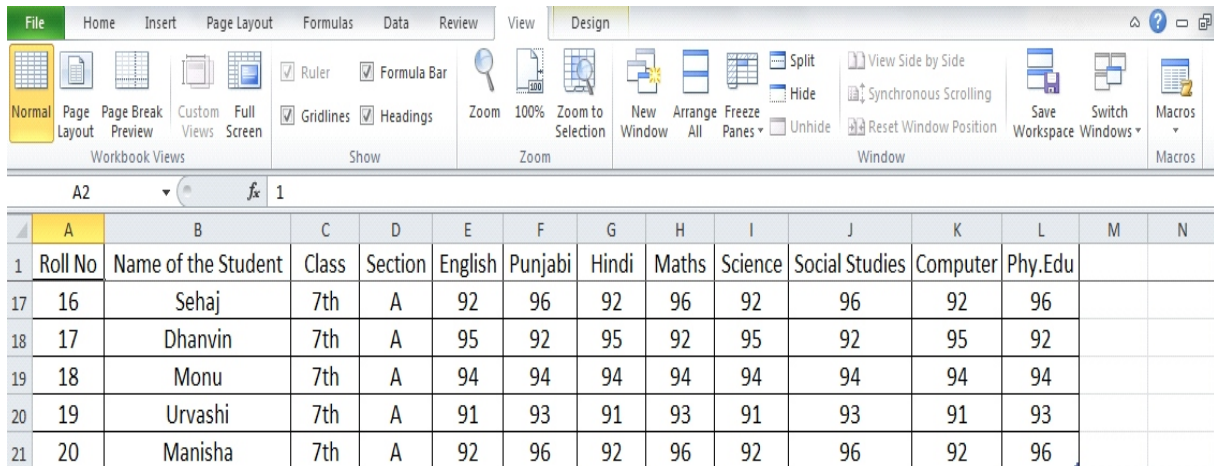 File Home Insert Page Layout Formulas Data Review View Design
Normal Page Layout Page Break Preview Custom Views Full Screen
Workbook Views
Ruler Formula Bar
Gridlines Headings
Show
Zoom 100% Zoom to Selection
Zoom
New Window Arrange All Freeze Panes
Split
Hide
Unhide
View Side by Side
Synchronous Scrolling
Reset Window Position
Save Workspace Switch Windows
Window
Macros
Macros
A2 fx 1
A B C D E F G H I J K L M N
1 Roll No Name of the Student Class Section English Punjabi Hindi Maths Science Social Studies Computer Phy.Edu
17 16 Sehaj 7th A 92 96 92 96 92 96 92 96
18 17 Dhanvin 7th A 95 92 95 92 95 92 95 92
19 18 Monu 7th A 94 94 94 94 94 94 94 94
20 19 Urvashi 7th A 91 93 91 93 91 93 91 93
21 20 Manisha 7th A 92 96 92 96 92 96 92 96